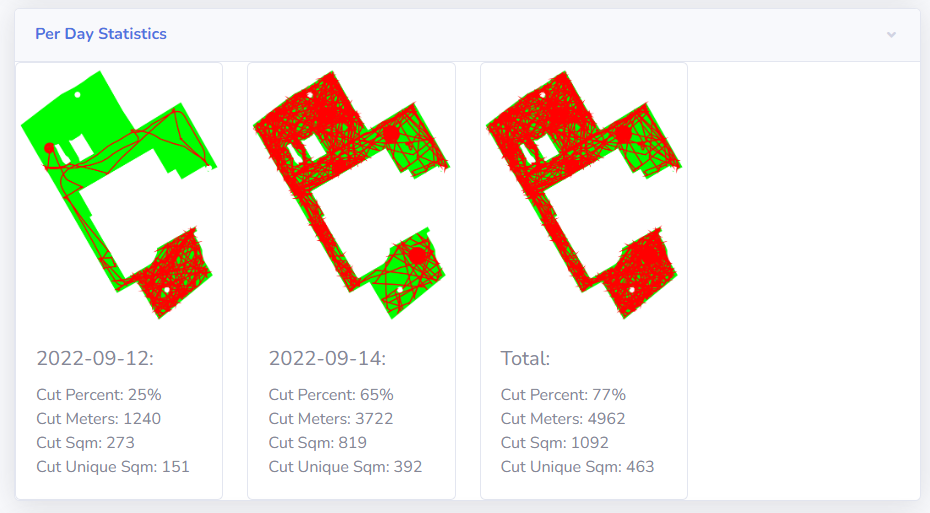 Per Day Statistics
2022-09-12:
Cut Percent: 25%
Cut Meters: 1240
Cut Sqm: 273
Cut Unique Sqm: 151
2022-09-14:
Cut Percent: 65%
Cut Meters: 3722
Cut Sqm: 819
Cut Unique Sqm: 392
Total:
Cut Percent: 77%
Cut Meters: 4962
Cut Sqm: 1092
Cut Unique Sqm: 463